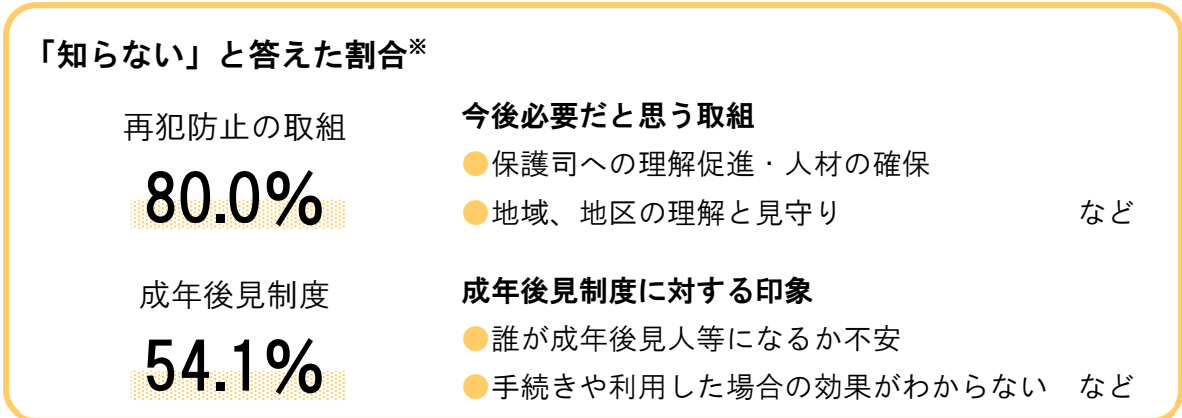 「知らない」と答えた割合※
再犯防止の取組
80.0%
今後必要だと思う取組
●保護司への理解促進・人材の確保
●地域、地区の理解と見守り など
成年後見制度
54.1%
成年後見制度に対する印象
●誰が成年後見人等になるか不安
●手続きや利用した場合の効果がわからない など